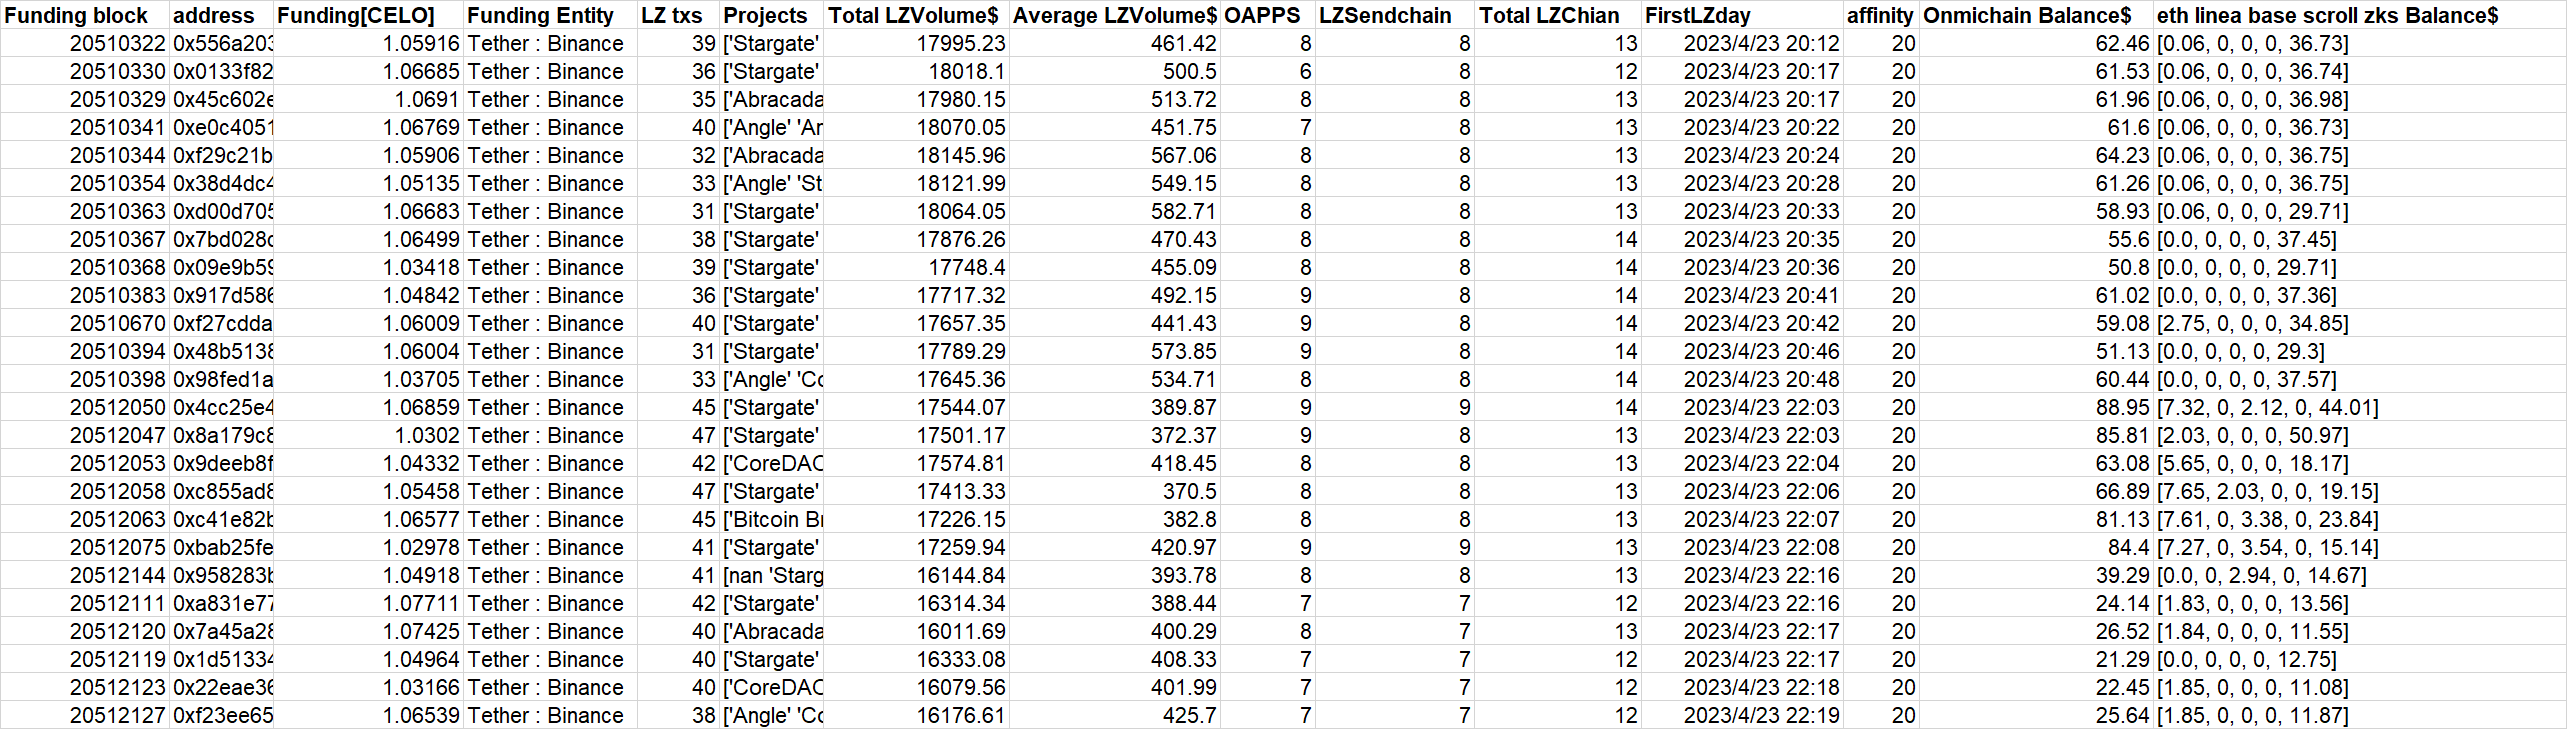 Funding block address Funding[CELO] Funding Entity LZ txs Projects Total LZVolume$ Average LZVolume$ OAPPS LZSendchain Total LZChian FirstLZday affinity Onmichain Balance$ eth linea base scroll zks Balance$
20510322 0x556a203 1.05916 Tether : Binance 39 ['Stargate' 17995.23 461.42 8 8 13 2023/4/23 20:12 20 62.46 [0.06, 0, 0, 0, 36.73]
20510330 0x0133f82 1.06685 Tether : Binance 36 ['Stargate' 18018.1 500.5 6 8 12 2023/4/23 20:17 20 61.53 [0.06, 0, 0, 0, 36.74]
20510329 0x45c602e 1.0691 Tether : Binance 35 ['Abracada 17980.15 513.72 8 8 13 2023/4/23 20:17 20 61.96 [0.06, 0, 0, 0, 36.98]
20510341 0xe0c4051 1.06769 Tether : Binance 40 ['Angle' 'Ar 18070.05 451.75 7 8 13 2023/4/23 20:22 20 61.6 [0.06, 0, 0, 0, 36.73]
20510344 0xf29c21b 1.05906 Tether : Binance 32 ['Abracada 18145.96 567.06 8 8 13 2023/4/23 20:24 20 64.23 [0.06, 0, 0, 0, 36.75]
20510354 0x38d4dc4 1.05135 Tether : Binance 33 ['Angle' 'St 18121.99 549.15 8 8 13 2023/4/23 20:28 20 61.26 [0.06, 0, 0, 0, 36.75]
20510363 0xd00d705 1.06683 Tether : Binance 31 ['Stargate' 18064.05 582.71 8 8 13 2023/4/23 20:33 20 58.93 [0.06, 0, 0, 0, 29.71]
20510367 0x7bd028c 1.06499 Tether : Binance 38 ['Stargate' 17876.26 470.43 8 8 14 2023/4/23 20:35 20 55.6 [0.0, 0, 0, 0, 37.45]
20510368 0x09e9b59 1.03418 Tether : Binance 39 ['Stargate' 17748.4 455.09 8 8 14 2023/4/23 20:36 20 50.8 [0.0, 0, 0, 0, 29.71]
20510383 0x917d586 1.04842 Tether : Binance 36 ['Stargate' 17717.32 492.15 9 8 14 2023/4/23 20:41 20 61.02 [0.0, 0, 0, 0, 37.36]
20510670 0xf27cdda 1.06009 Tether : Binance 40 ['Stargate' 17657.35 441.43 9 8 14 2023/4/23 20:42 20 59.08 [2.75, 0, 0, 0, 34.85]
20510394 0x48b5138 1.06004 Tether : Binance 31 ['Stargate' 17789.29 573.85 9 8 14 2023/4/23 20:46 20 51.13 [0.0, 0, 0, 0, 29.3]
20510398 0x98fed1a 1.03705 Tether : Binance 33 ['Angle' 'Co 17645.36 534.71 8 8 14 2023/4/23 20:48 20 60.44 [0.0, 0, 0, 0, 37.57]
20512050 0x4cc25e4 1.06859 Tether : Binance 45 ['Stargate' 17544.07 389.87 9 9 14 2023/4/23 22:03 20 88.95 [7.32, 0, 2.12, 0, 44.01]
20512047 0x8a179c8 1.0302 Tether : Binance 47 ['Stargate' 17501.17 372.37 9 8 13 2023/4/23 22:03 20 85.81 [2.03, 0, 0, 0, 50.97]
20512053 0x9deeb8f 1.04332 Tether : Binance 42 ['CoreDAO 17574.81 418.45 8 8 13 2023/4/23 22:04 20 63.08 [5.65, 0, 0, 0, 18.17]
20512058 0xc855ad8 1.05458 Tether : Binance 47 ['Stargate' 17413.33 370.5 8 8 13 2023/4/23 22:06 20 66.89 [7.65, 2.03, 0, 0, 19.15]
20512063 0xc41e82b 1.06577 Tether : Binance 45 ['Bitcoin Br 17226.15 382.8 8 8 13 2023/4/23 22:07 20 81.13 [7.61, 0, 3.38, 0, 23.84]
20512075 0xbab25fe 1.02978 Tether : Binance 41 ['Stargate' 17259.94 420.97 9 9 13 2023/4/23 22:08 20 84.4 [7.27, 0, 3.54, 0, 15.14]
20512144 0x958283b 1.04918 Tether : Binance 41 [nan 'Starg 16144.84 393.78 8 8 13 2023/4/23 22:16 20 39.29 [0.0, 0, 2.94, 0, 14.67]
20512111 0xa831e77 1.07711 Tether : Binance 42 ['Stargate' 16314.34 388.44 7 7 12 2023/4/23 22:16 20 24.14 [1.83, 0, 0, 0, 13.56]
20512120 0x7a45a28 1.07425 Tether : Binance 40 ['Abracada 16011.69 400.29 8 7 13 2023/4/23 22:17 20 26.52 [1.84, 0, 0, 0, 11.55]
20512119 0x1d51334 1.04964 Tether : Binance 40 ['Stargate' 16333.08 408.33 7 7 12 2023/4/23 22:17 20 21.29 [0.0, 0, 0, 0, 12.75]
20512123 0x22eae36 1.03166 Tether : Binance 40 ['CoreDAO 16079.56 401.99 7 7 12 2023/4/23 22:18 20 22.45 [1.85, 0, 0, 0, 11.08]
20512127 0xf23ee65 1.06539 Tether : Binance 38 ['Angle' 'Co 16176.61 425.7 7 7 12 2023/4/23 22:19 20 25.64 [1.85, 0, 0, 0, 11.87]